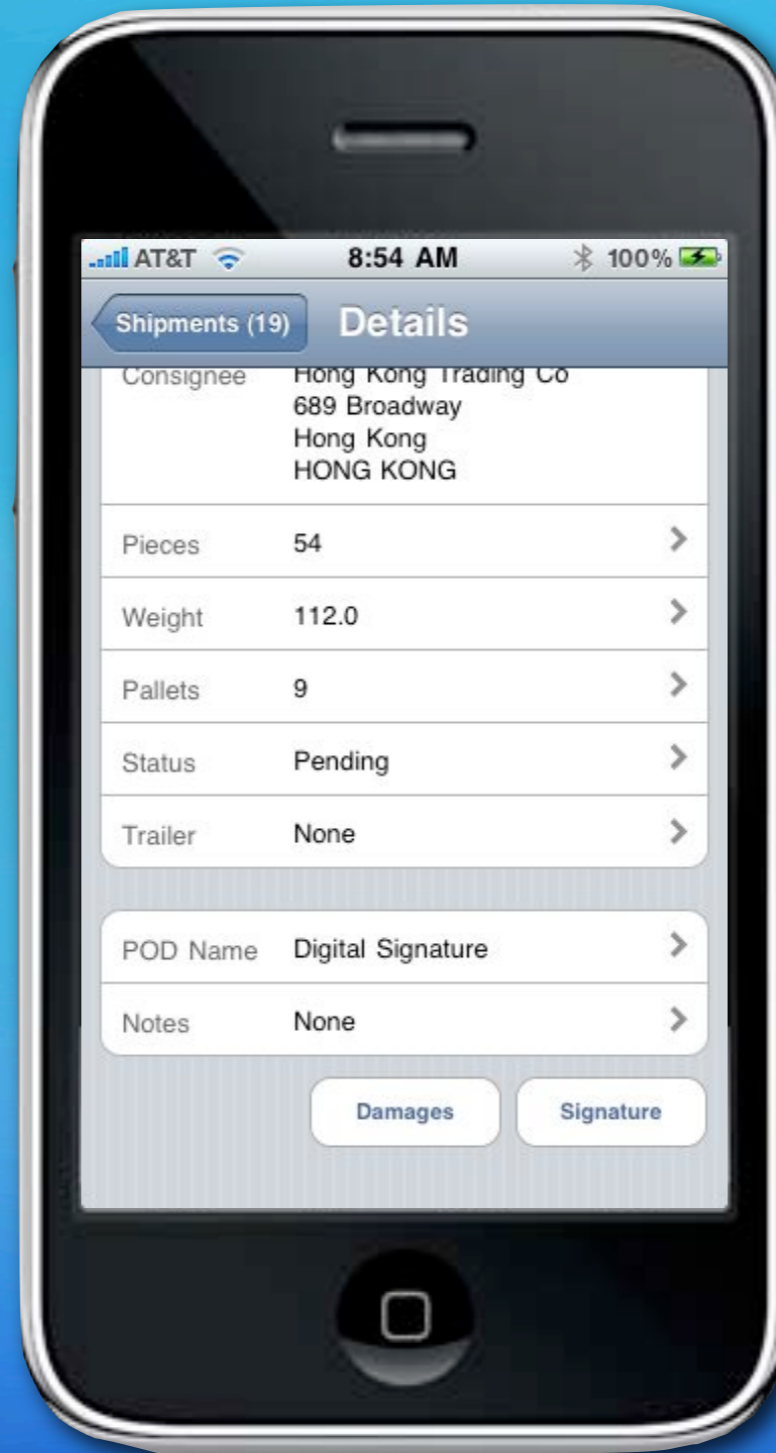 AT&T 8:54 AM 100%
Shipments (19) Details
Consignee Hong Kong Trading Co
689 Broadway
Hong Kong
HONG KONG
Pieces 54
Weight 112.0
Pallets 9
Status Pending
Trailer None
POD Name Digital Signature
Notes None
Damages Signature